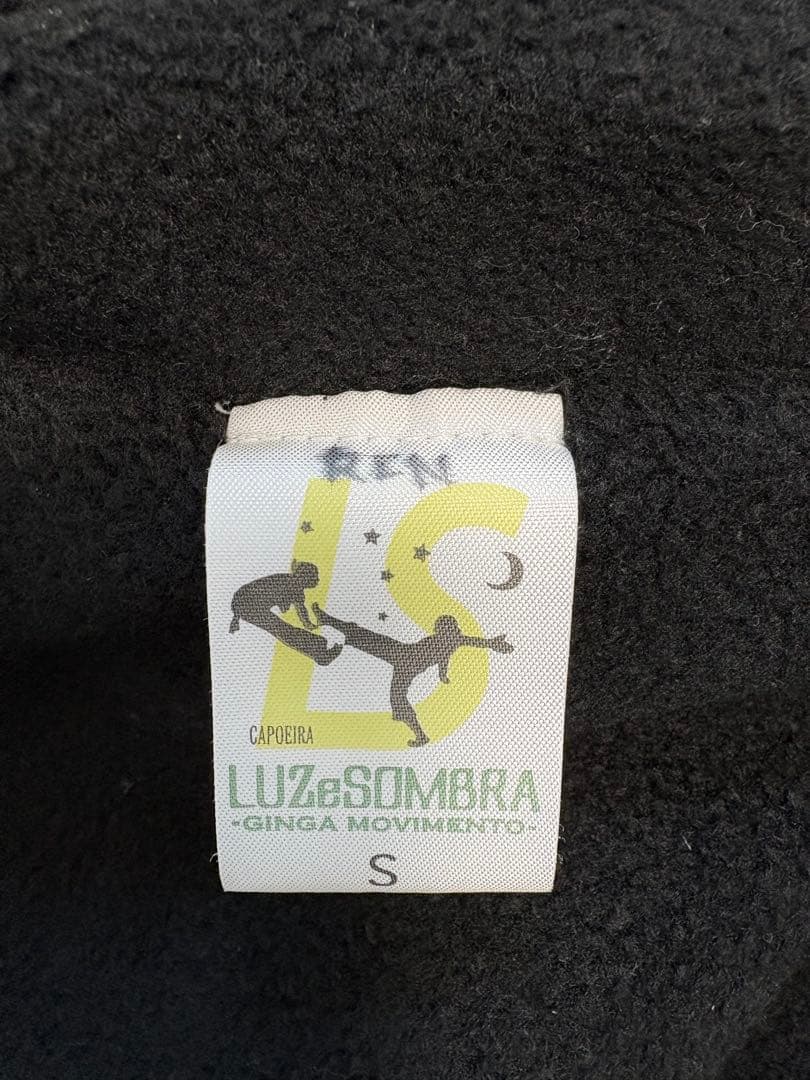 REN
LS
CAPOEIRA
LUZeSOMBRA
-GINGA MOVIMENTO-
S